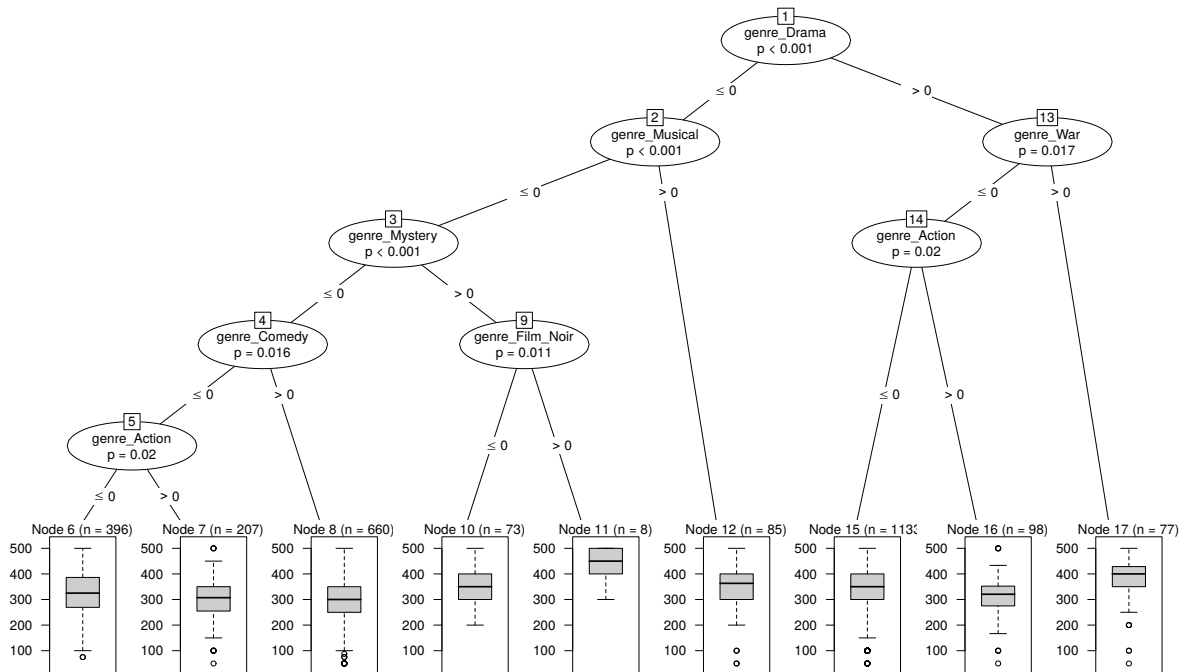 1
genre_Drama
p < 0.001
≤ 0
> 0
2
genre_Musical
p < 0.001
13
genre_War
p = 0.017
≤ 0
> 0
≤ 0
> 0
3
genre_Mystery
p < 0.001
14
genre_Action
p = 0.02
≤ 0
> 0
4
genre_Comedy
p = 0.016
9
genre_Film_Noir
p = 0.011
≤ 0
> 0
≤ 0
> 0
5
genre_Action
p = 0.02
≤ 0
> 0
≤ 0
> 0
Node 6 (n = 396)
100
200
300
400
500
Node 7 (n = 207)
100
200
300
400
500
Node 8 (n = 660)
100
200
300
400
500
Node 10 (n = 73)
100
200
300
400
500
Node 11 (n = 8)
100
200
300
400
500
Node 12 (n = 85)
100
200
300
400
500
Node 15 (n = 113
100
200
300
400
500
Node 16 (n = 98)
100
200
300
400
500
Node 17 (n = 77)
100
200
300
400
500